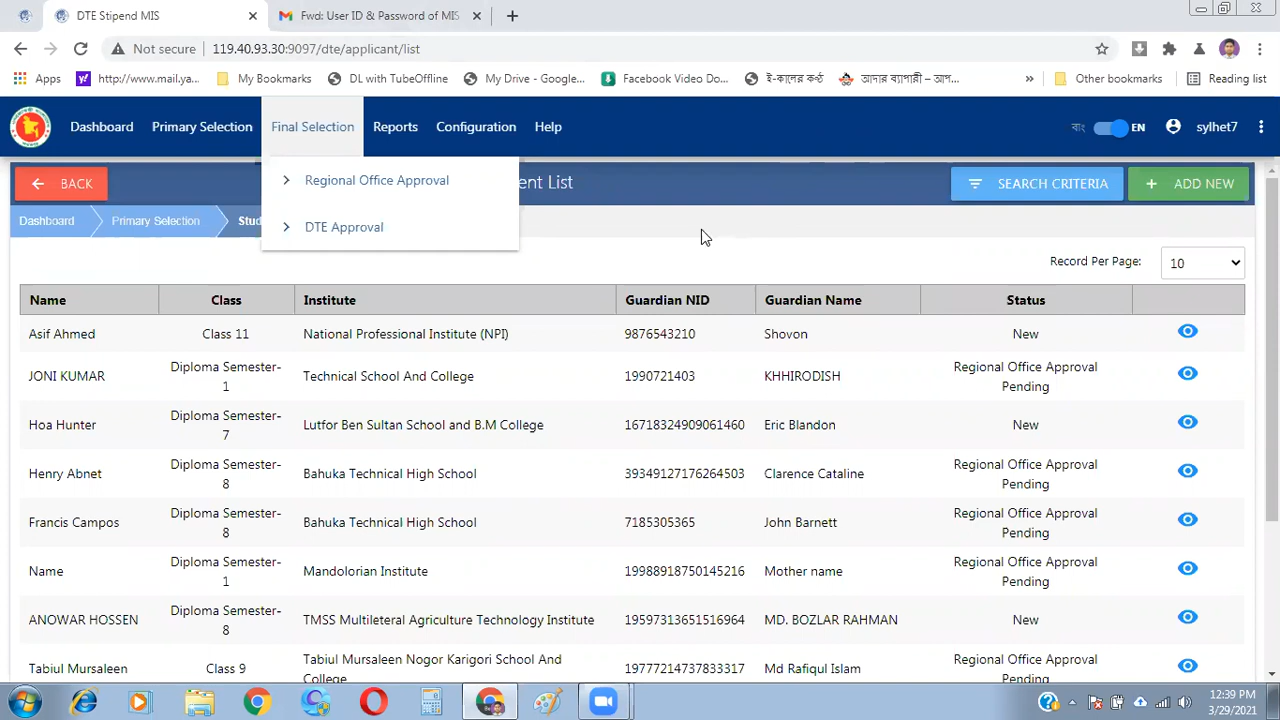 DTE Stipend MIS
Fwd: User ID & Password of MIS
Not secure 119.40.93.30:9097/dte/applicant/list
Apps http://www.mail.ya... My Bookmarks DL with TubeOffline My Drive - Google... Facebook Video Do... ই-কালের কণ্ঠ আদার ব্যাপারী – আপ... » Other bookmarks Reading list
Dashboard Primary Selection Final Selection Reports Configuration Help বাং EN sylhet7
BACK ent List SEARCH CRITERIA + ADD NEW
Regional Office Approval
Dashboard Primary Selection Stud
DTE Approval
Record Per Page: 10
Name Class Institute Guardian NID Guardian Name Status
Asif Ahmed Class 11 National Professional Institute (NPI) 9876543210 Shovon New
JONI KUMAR Diploma Semester-1 Technical School And College 1990721403 KHHIRODISH Regional Office Approval Pending
Hoa Hunter Diploma Semester-7 Lutfor Ben Sultan School and B.M College 16718324909061460 Eric Blandon New
Henry Abnet Diploma Semester-8 Bahuka Technical High School 39349127176264503 Clarence Cataline Regional Office Approval Pending
Francis Campos Diploma Semester-8 Bahuka Technical High School 7185305365 John Barnett Regional Office Approval Pending
Name Diploma Semester-1 Mandolorian Institute 19988918750145216 Mother name Regional Office Approval Pending
ANOWAR HOSSEN Diploma Semester-8 TMSS Multileteral Agriculture Technology Institute 19597313651516964 MD. BOZLAR RAHMAN New
Tabiul Mursaleen Class 9 Tabiul Mursaleen Nogor Karigori School And College 19777214737833317 Md Rafiqul Islam Regional Office Approval Pending
12:39 PM
3/29/2021